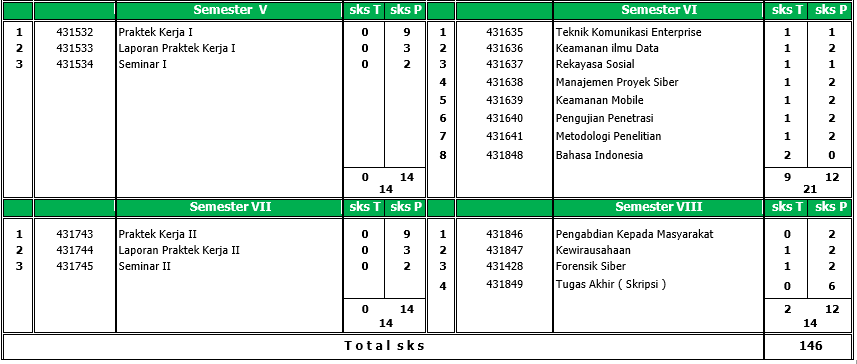 Semester V sks T sks P
1 431532 Praktek Kerja I 0 9
2 431533 Laporan Praktek Kerja I 0 3
3 431534 Seminar I 0 2
0 14
14
Semester VI sks T sks P
1 431635 Teknik Komunikasi Enterprise 1 1
2 431636 Keamanan ilmu Data 1 2
3 431637 Rekayasa Sosial 1 1
4 431638 Manajemen Proyek Siber 1 2
5 431639 Keamanan Mobile 1 2
6 431640 Pengujian Penetrasi 1 2
7 431641 Metodologi Penelitian 1 2
8 431848 Bahasa Indonesia 2 0
9 12
21
Semester VII sks T sks P
1 431743 Praktek Kerja II 0 9
2 431744 Laporan Praktek Kerja II 0 3
3 431745 Seminar II 0 2
0 14
14
Semester VIII sks T sks P
1 431846 Pengabdian Kepada Masyarakat 0 2
2 431847 Kewirausahaan 1 2
3 431428 Forensik Siber 1 2
4 431849 Tugas Akhir ( Skripsi ) 0 6
2 12
14
Total sks 146